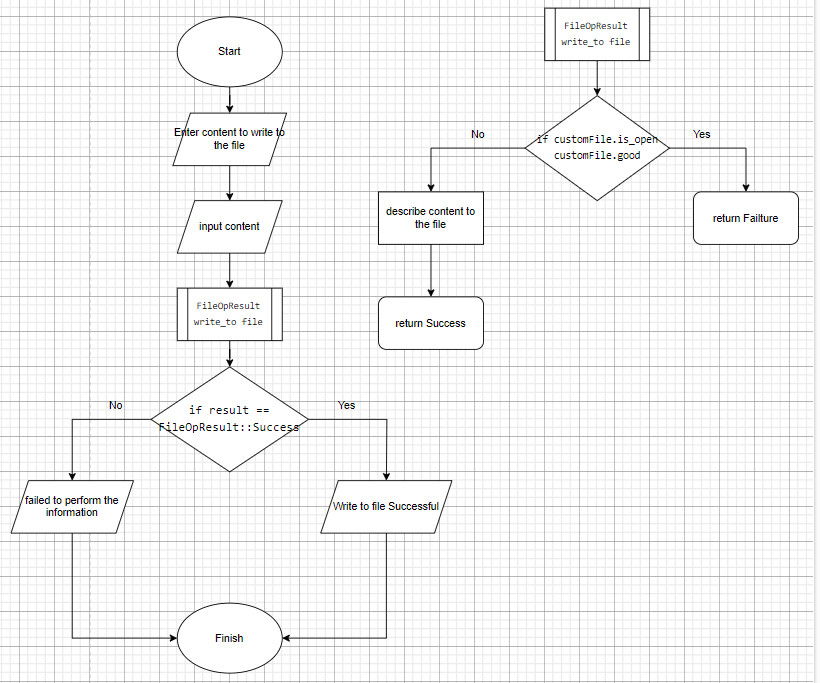 Start
Enter content to write to
the file
input content
FileOpResult
write_to file
if result ==
FileOpResult::Success
No
Yes
failed to perform the
information
Write to file Successful
Finish
FileOpResult
write_to file
if customFile.is_open
customFile.good
No
Yes
describe content to
the file
return Success
return Failture